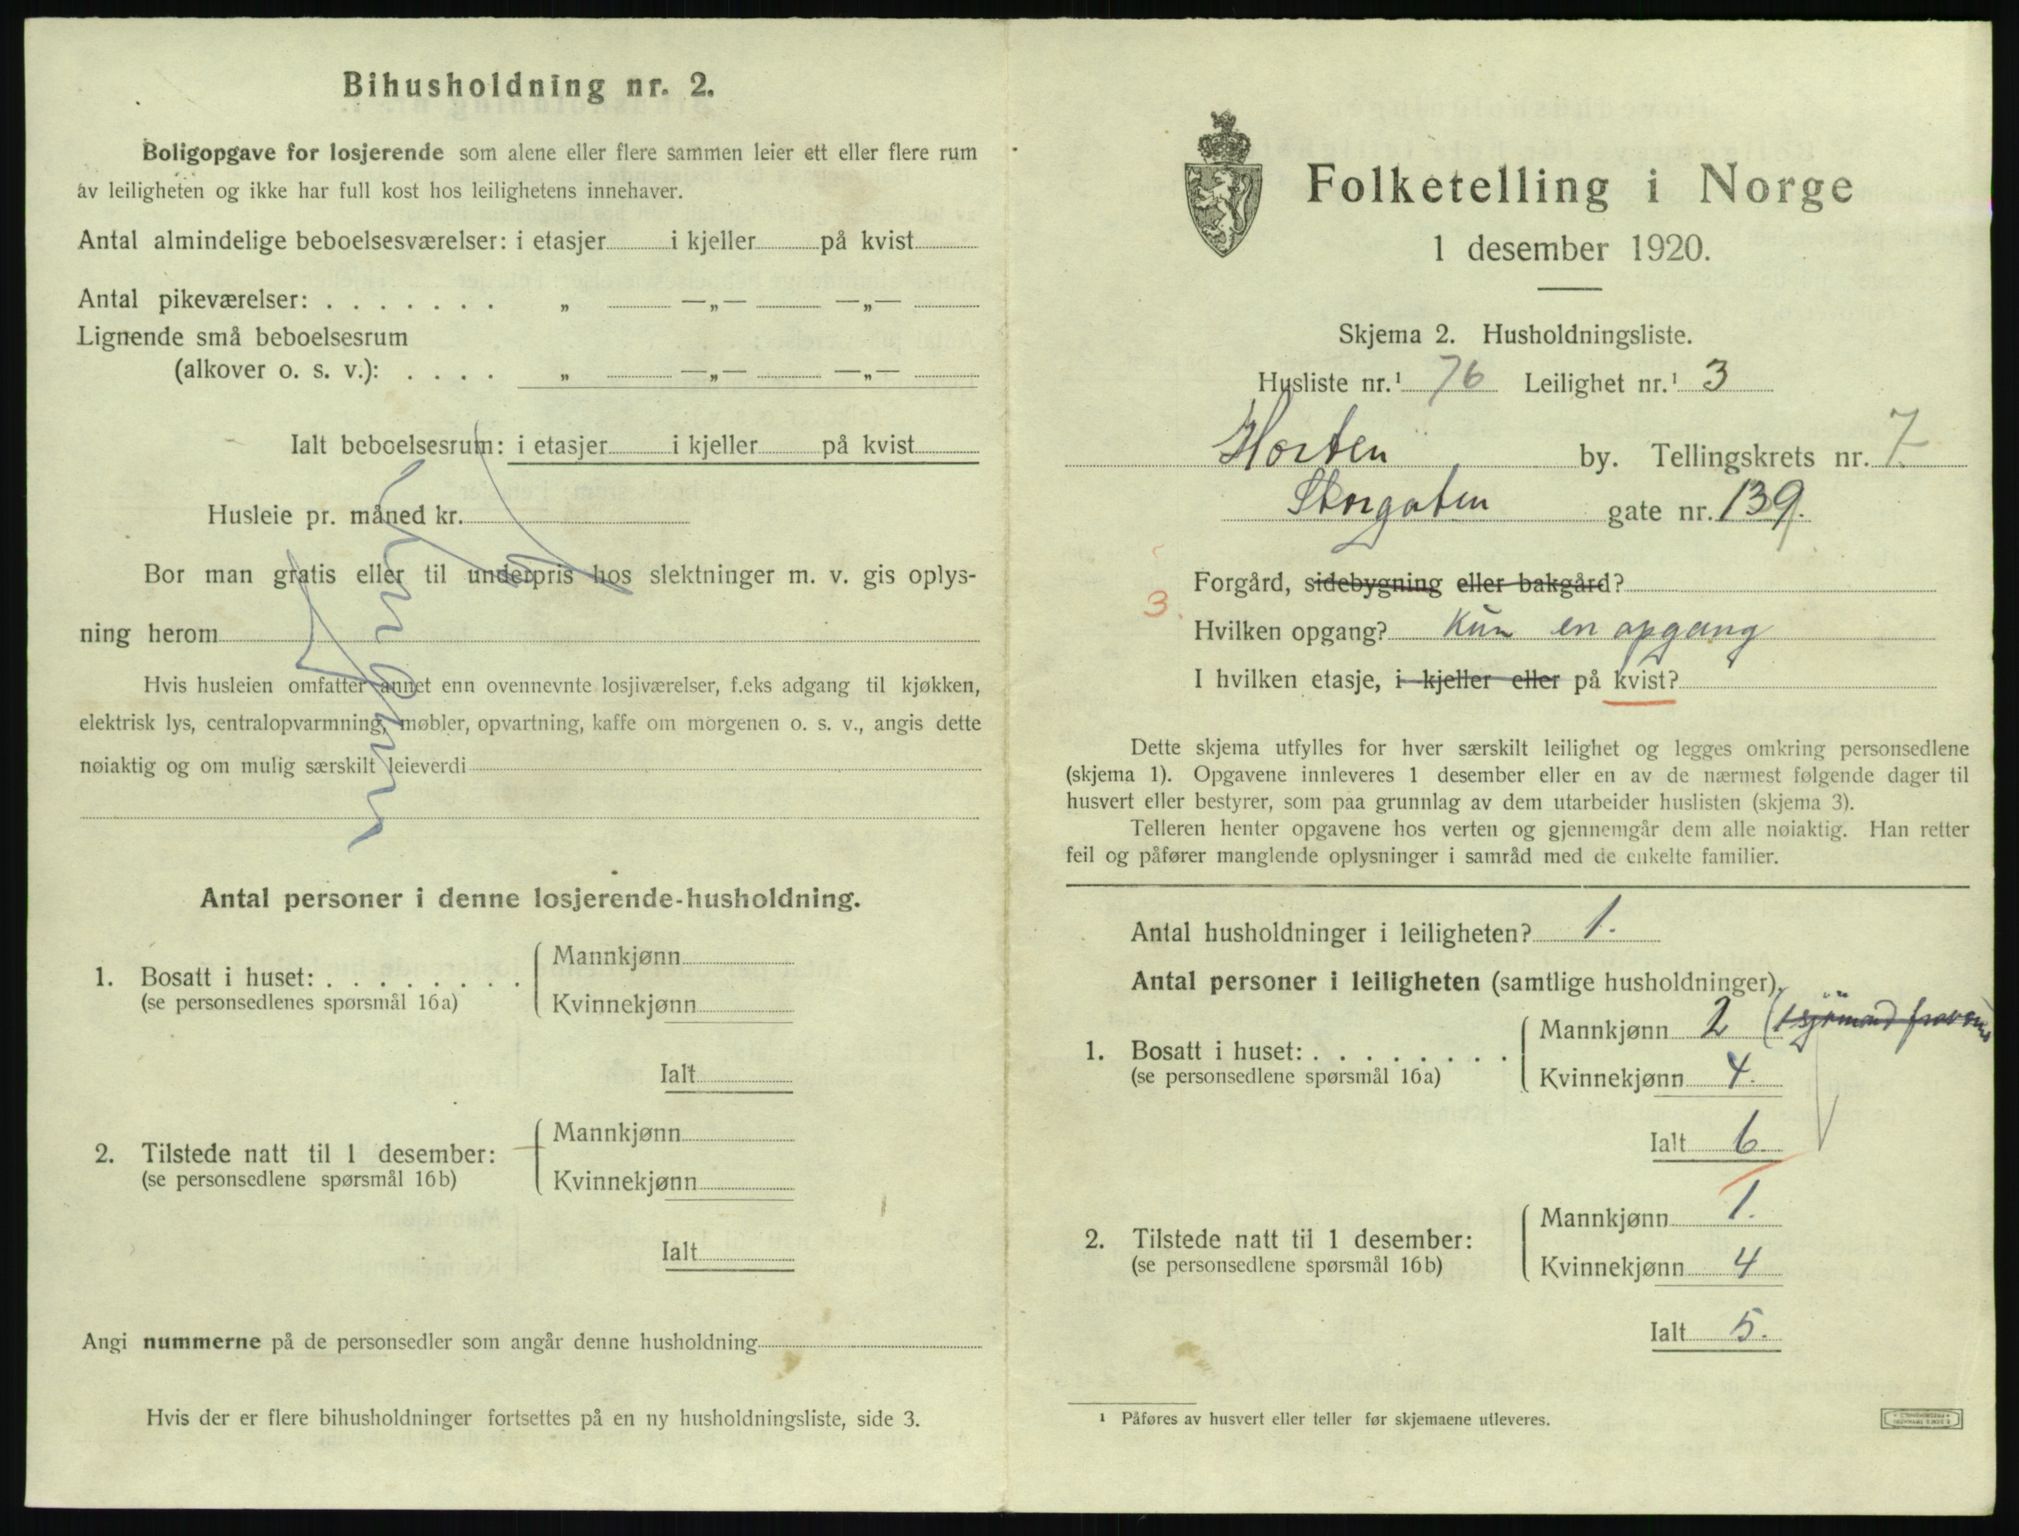 Bihusholdning nr. 2.
Boligopgave for losjerende som alene eller flere sammen leier ett eller flere rum
av leiligheten og ikke har full kost hos leilighetens innehaver.
Antal almindelige beboelsesværelser: i etasjer i kjeller på kvist
Antal pikeværelser: . . . . . . . „ —„— —„—
Lignende små beboelsesrum
(alkover o. s. v.): . . . . „ —„— —„—
Ialt beboelsesrum: i etasjer i kjeller på kvist
Husleie pr. måned kr.
Bor man gratis eller til underpris hos slektninger m. v. gis oplys-
ning herom
Hvis husleien omfatter annet enn ovennevnte losjiværelser, f.eks adgang til kjøkken,
elektrisk lys, centralopvarmning, møbler, opvartning, kaffe om morgenen o. s. v., angis dette
nøiaktig og om mulig særskilt leieverdi
Antal personer i denne losjerende-husholdning.
1. Bosatt i huset: . . . . . . . .
(se personsedlenes spørsmål 16a)
Mannkjønn
Kvinnekjønn
Ialt
2. Tilstede natt til 1 desember:
(se personsedlene spørsmål 16b)
Mannkjønn
Kvinnekjønn
Ialt
Angi nummerne på de personsedler som angår denne husholdning
Hvis der er flere bihusholdninger fortsettes på en ny husholdningsliste, side 3.
Folketelling i Norge
1 desember 1920.
Skjema 2. Husholdningsliste.
Husliste nr.¹ 76 Leilighet nr.¹ 3
Horten by. Tellingskrets nr. 7.
Storgaten gate nr. 139.
Forgård, sidebygning eller bakgård?
3.
Hvilken opgang? Kun en opgang
I hvilken etasje, i kjeller eller på kvist?
Dette skjema utfylles for hver særskilt leilighet og legges omkring personsedlene
(skjema 1). Opgavene innleveres 1 desember eller en av de nærmest følgende dager til
husvert eller bestyrer, som paa grunnlag av dem utarbeider huslisten (skjema 3).
Telleren henter opgavene hos verten og gjennemgår dem alle nøiaktig. Han retter
feil og påfører manglende oplysninger i samråd med de enkelte familier.
Antal husholdninger i leiligheten? 1.
Antal personer i leiligheten (samtlige husholdninger).
1. Bosatt i huset: . . . . . . . .
(se personsedlene spørsmål 16a)
Mannkjønn 2 (1 sjømand
Kvinnekjønn 4.
Ialt 6
2. Tilstede natt til 1 desember:
(se personsedlene spørsmål 16b)
Mannkjønn 1.
Kvinnekjønn 4
Ialt 5.
¹ Påføres av husvert eller teller før skjemaene utleveres.